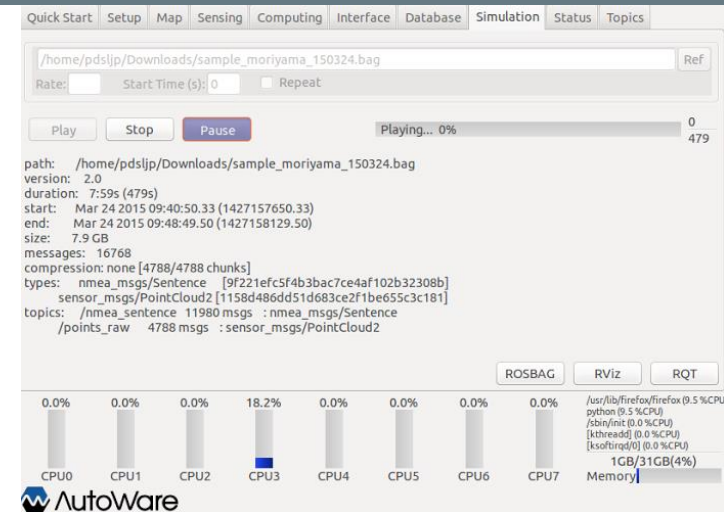 Quick Start Setup Map Sensing Computing Interface Database Simulation Status Topics
/home/pdsljp/Downloads/sample_moriyama_150324.bag Ref
Rate: Start Time (s): 0 Repeat
Play Stop Pause Playing... 0% 0
479
path: /home/pdsljp/Downloads/sample_moriyama_150324.bag
version: 2.0
duration: 7:59s (479s)
start: Mar 24 2015 09:40:50.33 (1427157650.33)
end: Mar 24 2015 09:48:49.50 (1427158129.50)
size: 7.9 GB
messages: 16768
compression: none [4788/4788 chunks]
types: nmea_msgs/Sentence [9f221efc5f4b3bac7ce4af102b32308b]
sensor_msgs/PointCloud2 [1158d486dd51d683ce2f1be655c3c181]
topics: /nmea_sentence 11980 msgs : nmea_msgs/Sentence
/points_raw 4788 msgs : sensor_msgs/PointCloud2
ROSBAG RViz RQT
0.0% 0.0% 0.0% 18.2% 0.0% 0.0% 0.0% 0.0%
/usr/lib/firefox/firefox (9.5 %CPU
python (9.5 %CPU)
/sbin/init (0.0 %CPU)
[kthreadd] (0.0 %CPU)
[ksoftirqd/0] (0.0 %CPU)
1GB/31GB(4%)
CPU0 CPU1 CPU2 CPU3 CPU4 CPU5 CPU6 CPU7 Memory
AutoWare